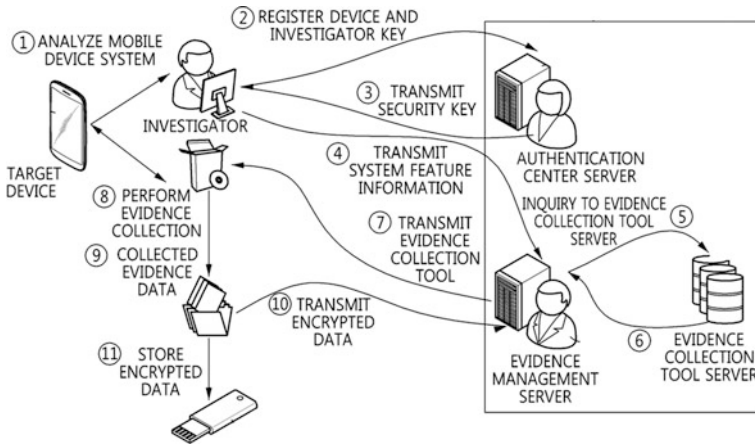 ① ANALYZE MOBILE
DEVICE SYSTEM
② REGISTER DEVICE AND
INVESTIGATOR KEY
③ TRANSMIT
SECURITY KEY
INVESTIGATOR
TARGET
DEVICE
④ TRANSMIT
SYSTEM FEATURE
INFORMATION
AUTHENTICATION
CENTER SERVER
INQUIRY TO EVIDENCE
COLLECTION TOOL
SERVER
⑤
⑥
⑦ TRANSMIT
EVIDENCE
COLLECTION
TOOL
⑧ PERFORM
EVIDENCE
COLLECTION
⑨ COLLECTED
EVIDENCE
DATA
⑩ TRANSMIT
ENCRYPTED
DATA
⑪ STORE
ENCRYPTED
DATA
EVIDENCE
MANAGEMENT
SERVER
EVIDENCE
COLLECTION
TOOL SERVER